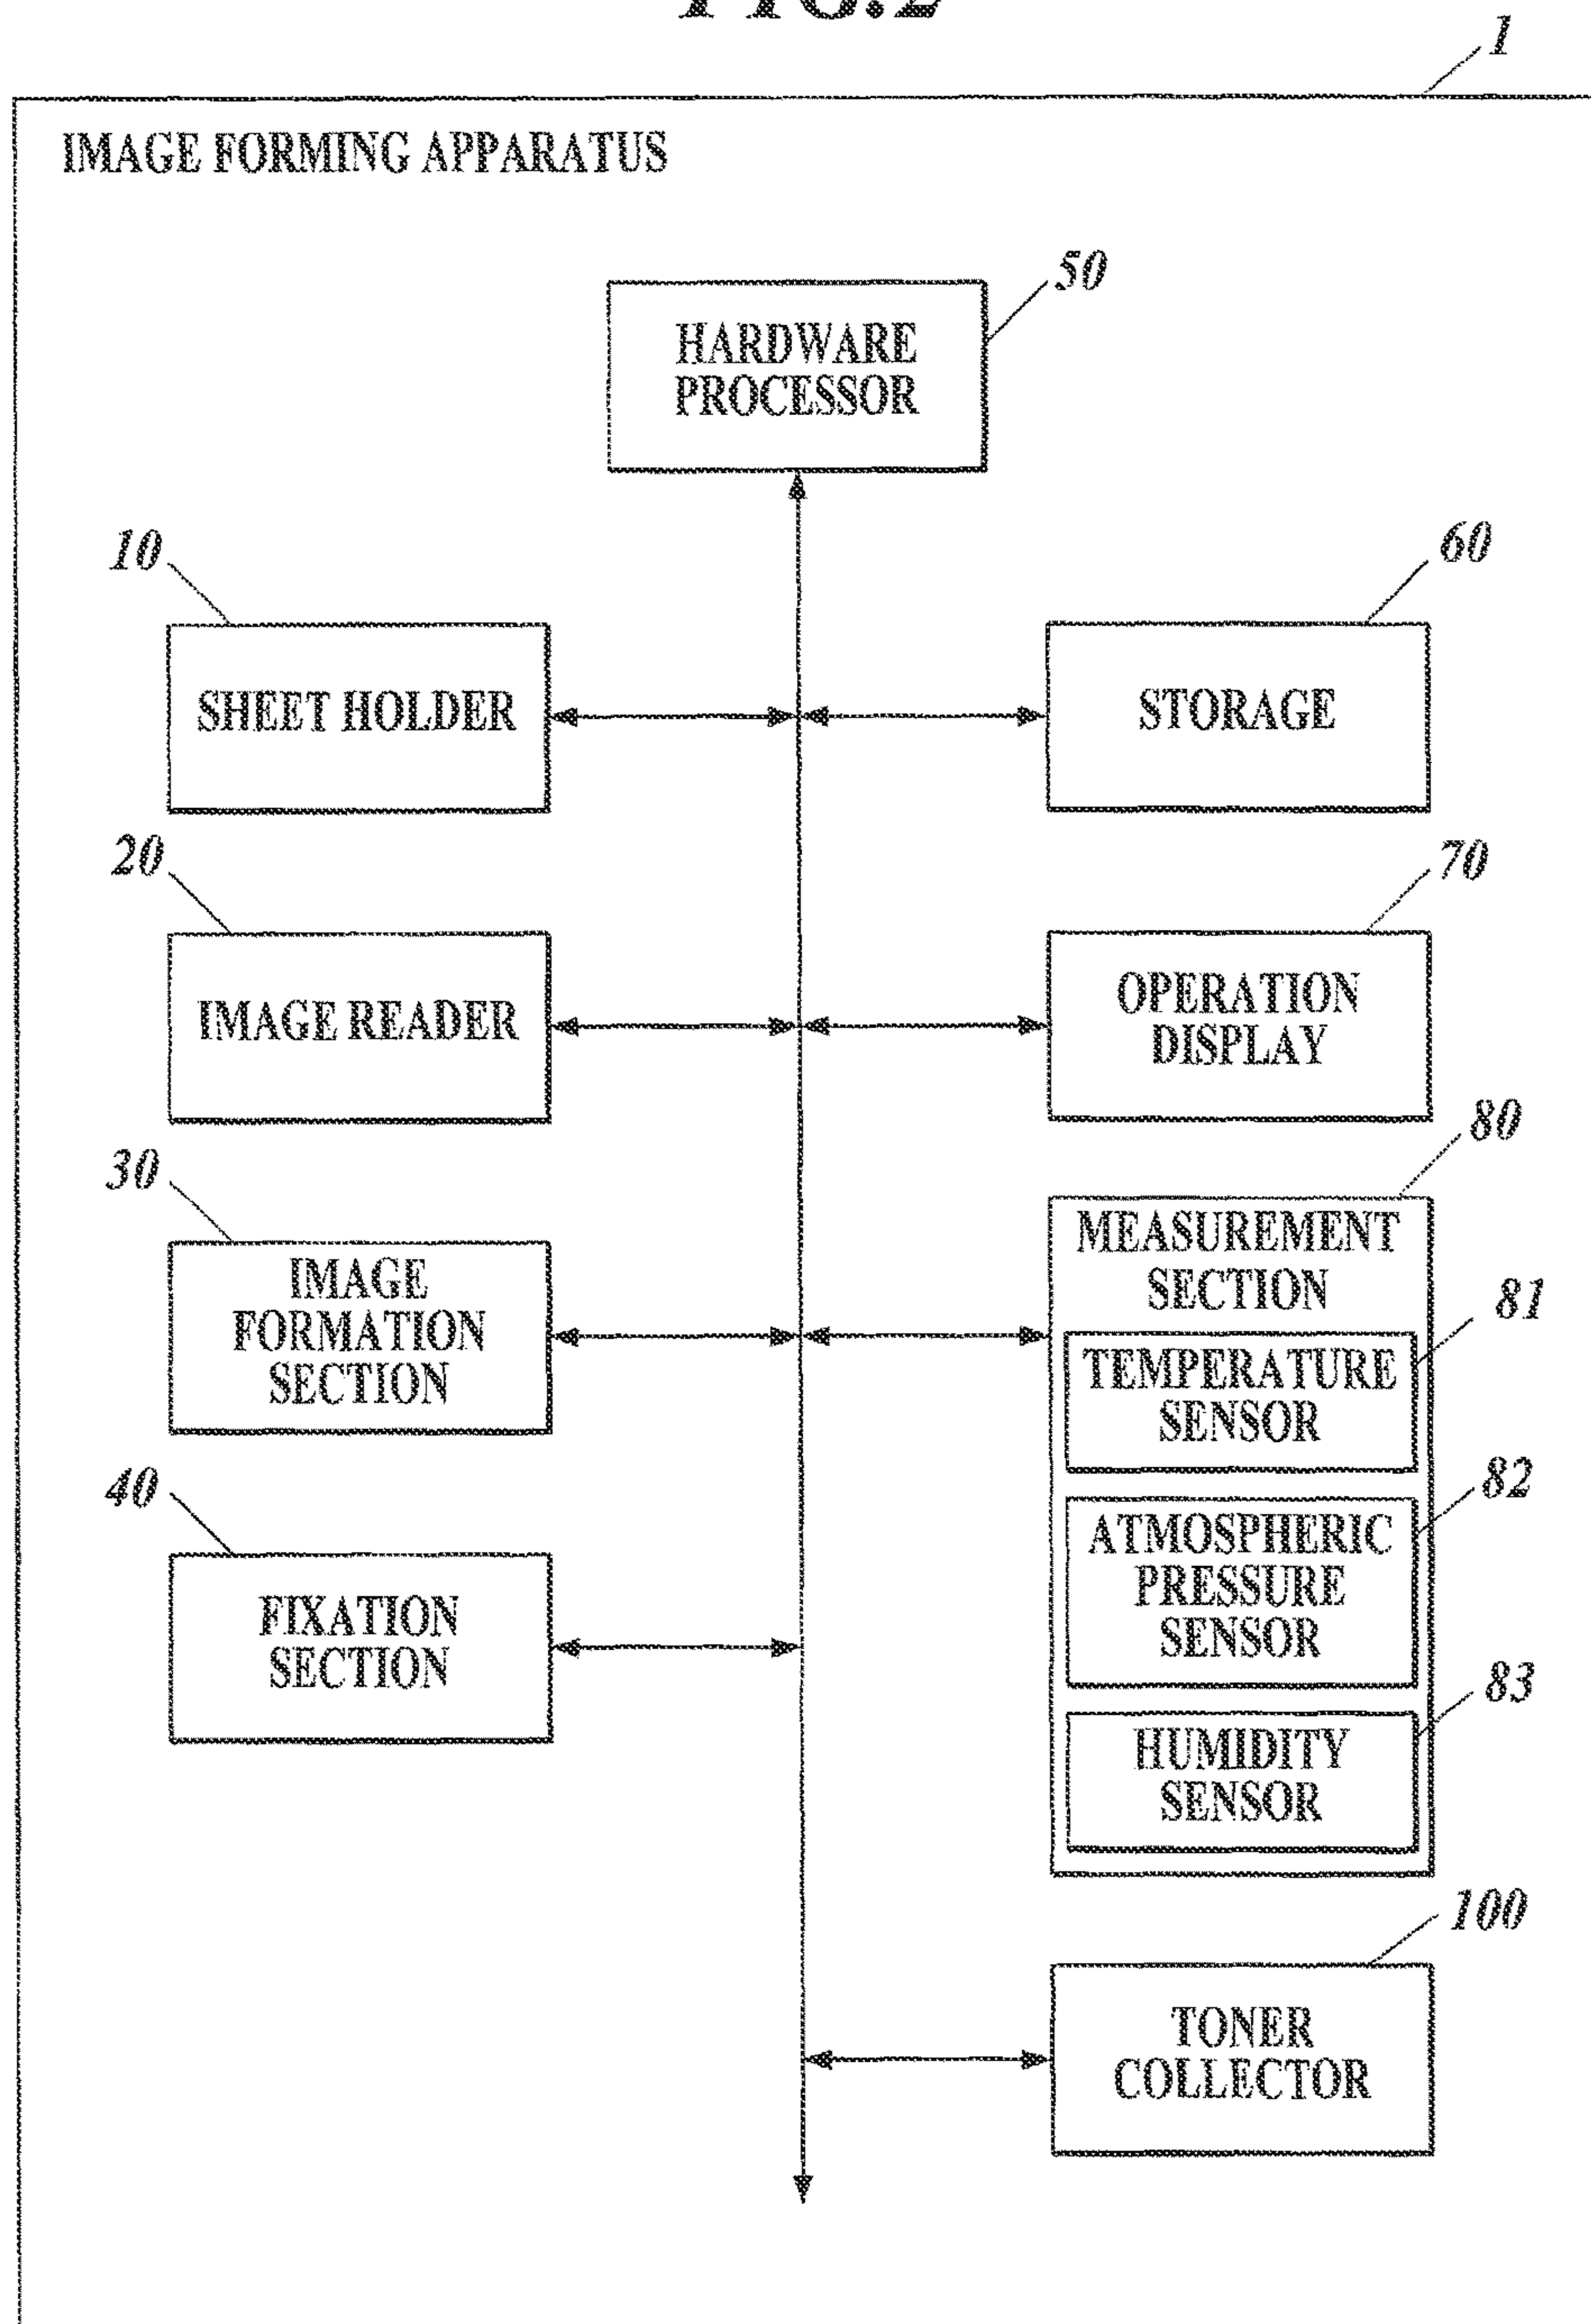 FIG.2
1
IMAGE FORMING APPARATUS
50
HARDWARE
PROCESSOR
10
60
SHEET HOLDER
STORAGE
20
70
IMAGE READER
OPERATION
DISPLAY
80
30
MEASUREMENT
SECTION
IMAGE
FORMATION
SECTION
81
TEMPERATURE
SENSOR
40
82
ATMOSPHERIC
PRESSURE
SENSOR
FIXATION
SECTION
83
HUMIDITY
SENSOR
100
TONER
COLLECTOR